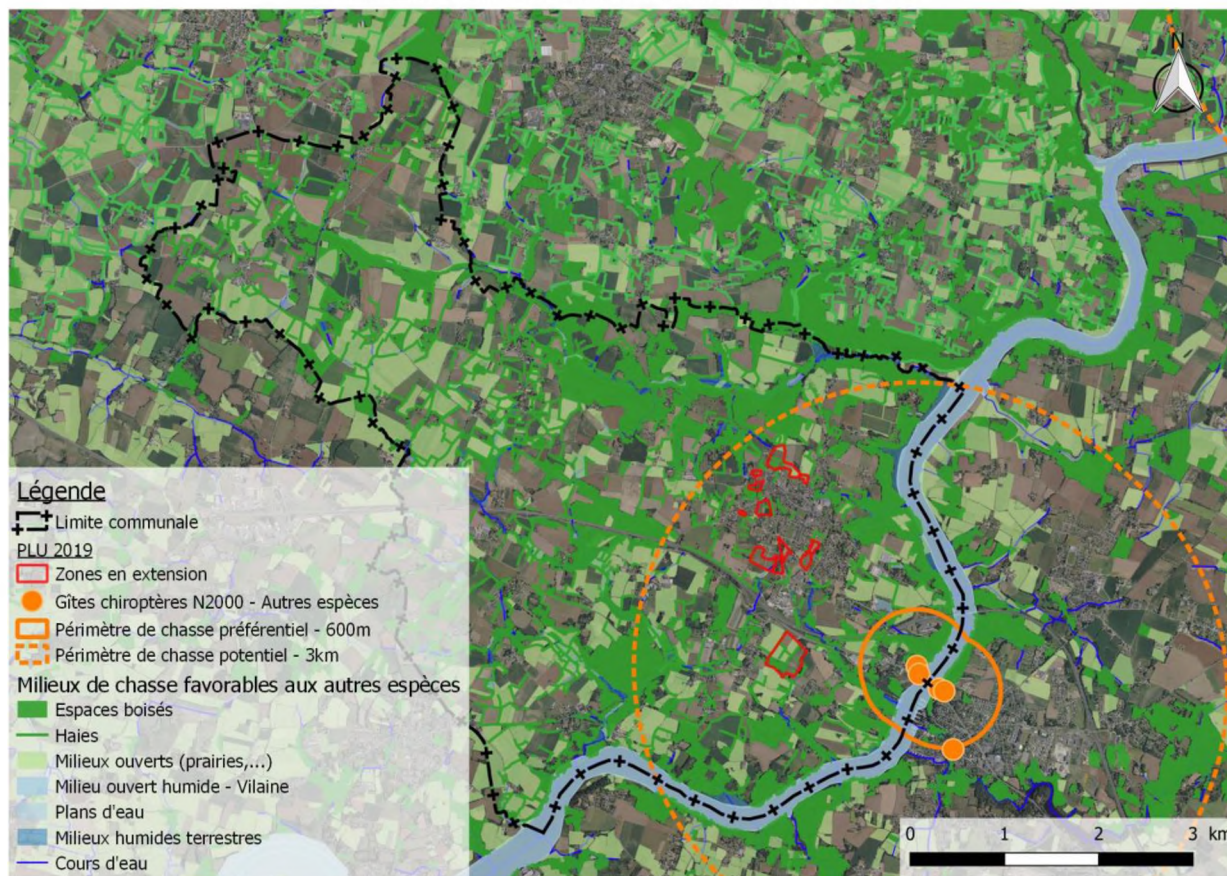 N
Légende
Limite communale
PLU 2019
Zones en extension
Gîtes chiroptères N2000 - Autres espèces
Périmètre de chasse préférentiel - 600m
Périmètre de chasse potentiel - 3km
Milieux de chasse favorables aux autres espèces
Espaces boisés
Haies
Milieux ouverts (prairies,...)
Milieu ouvert humide - Vilaine
Plans d'eau
Milieux humides terrestres
Cours d'eau
0 1 2 3 km